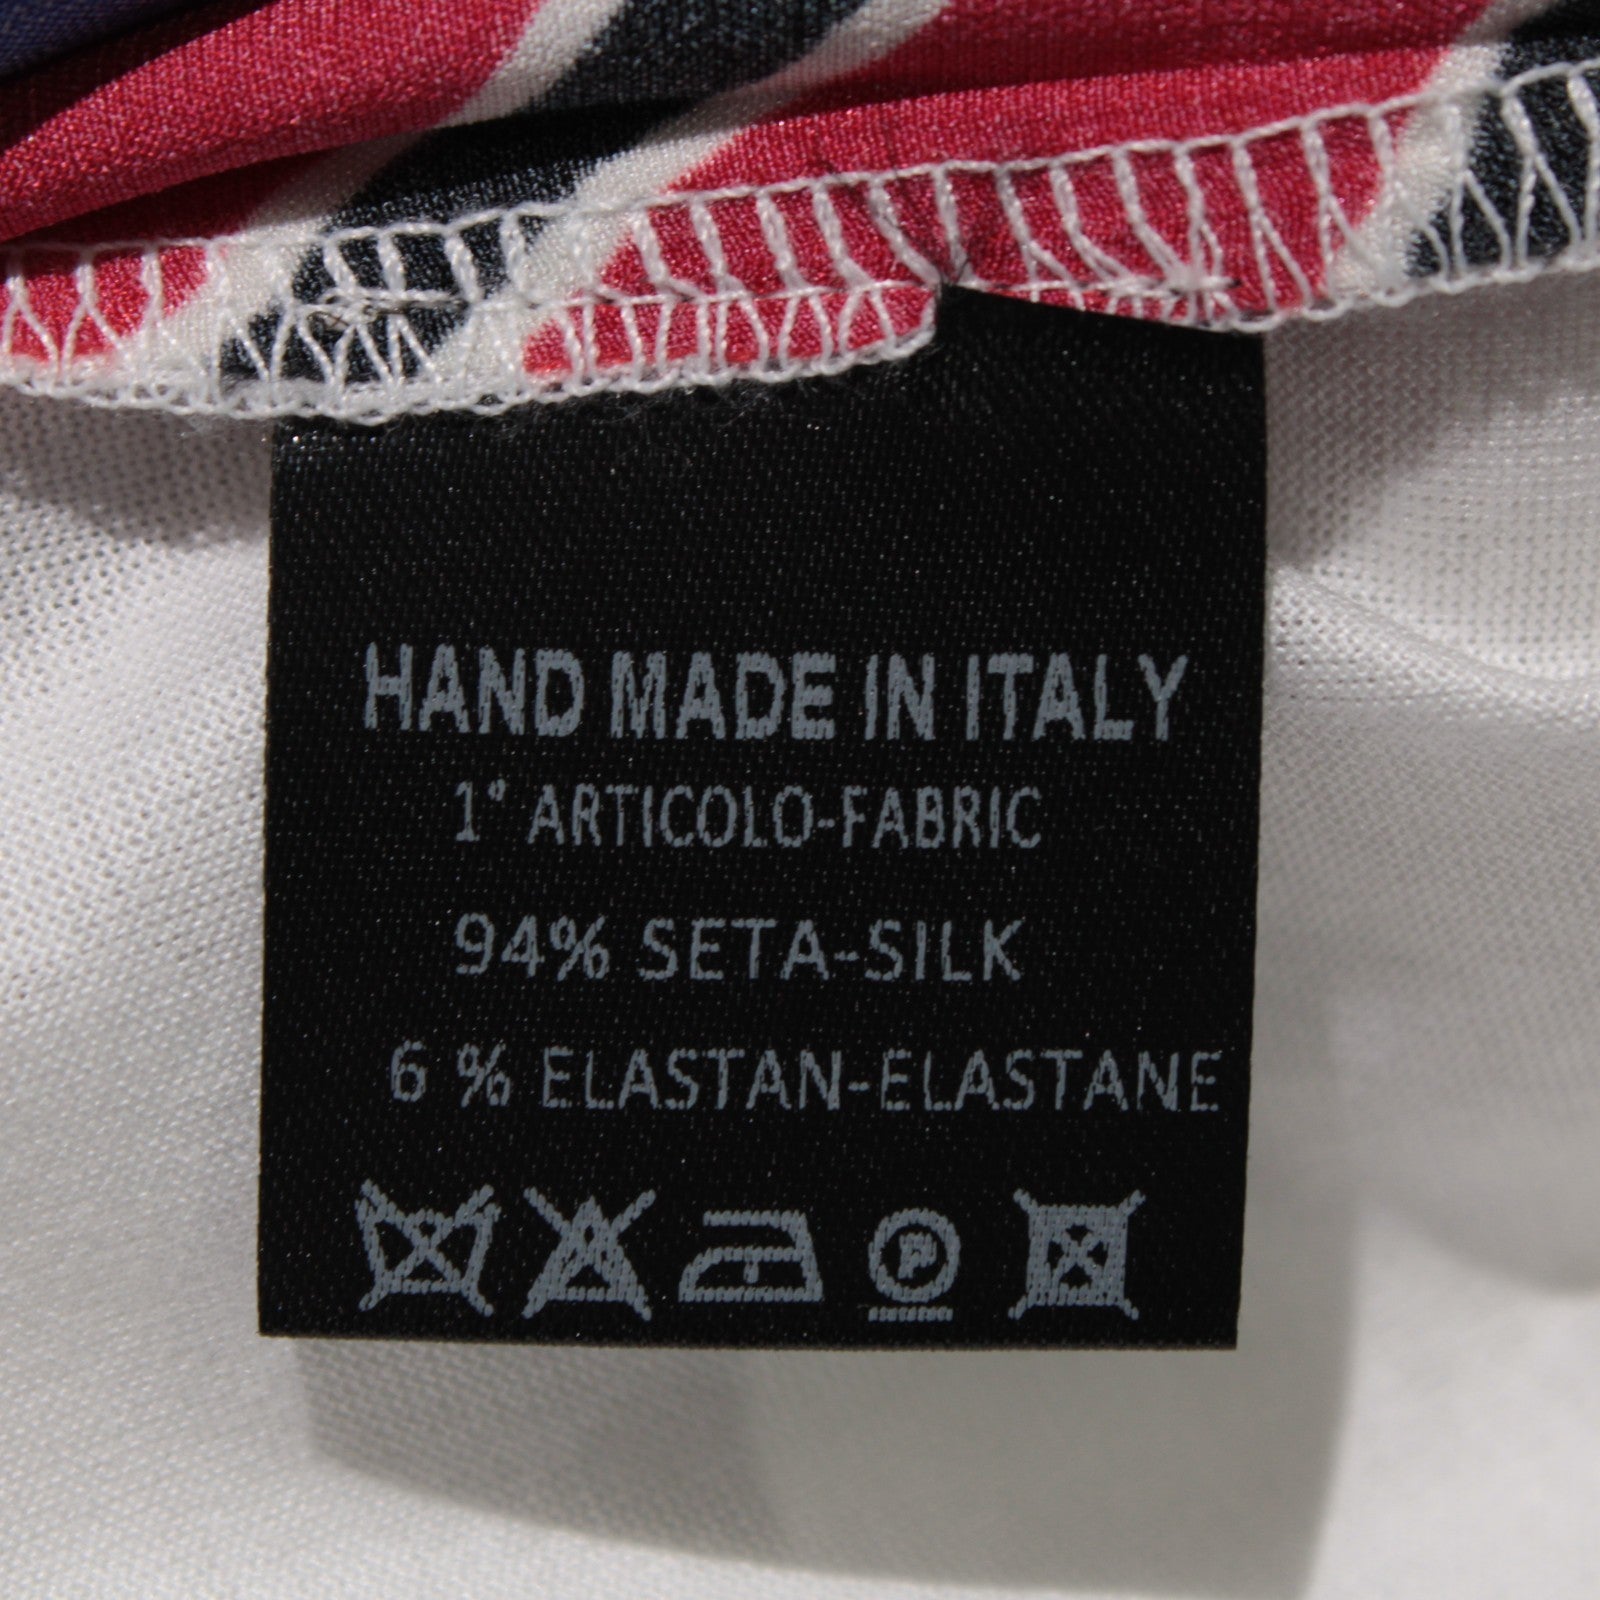 HAND MADE IN ITALY
1° ARTICOLO-FABRIC
94% SETA-SILK
6 % ELASTAN-ELASTANE
P